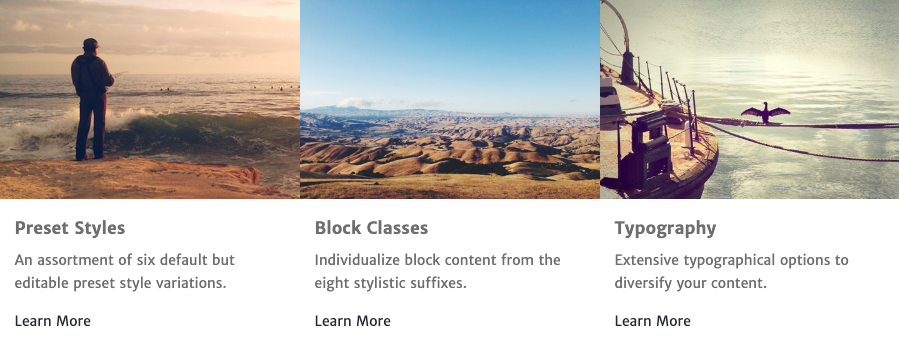 Preset Styles
An assortment of six default but
editable preset style variations.
Learn More
Block Classes
Individualize block content from the
eight stylistic suffixes.
Learn More
Typography
Extensive typographical options to
diversify your content.
Learn More